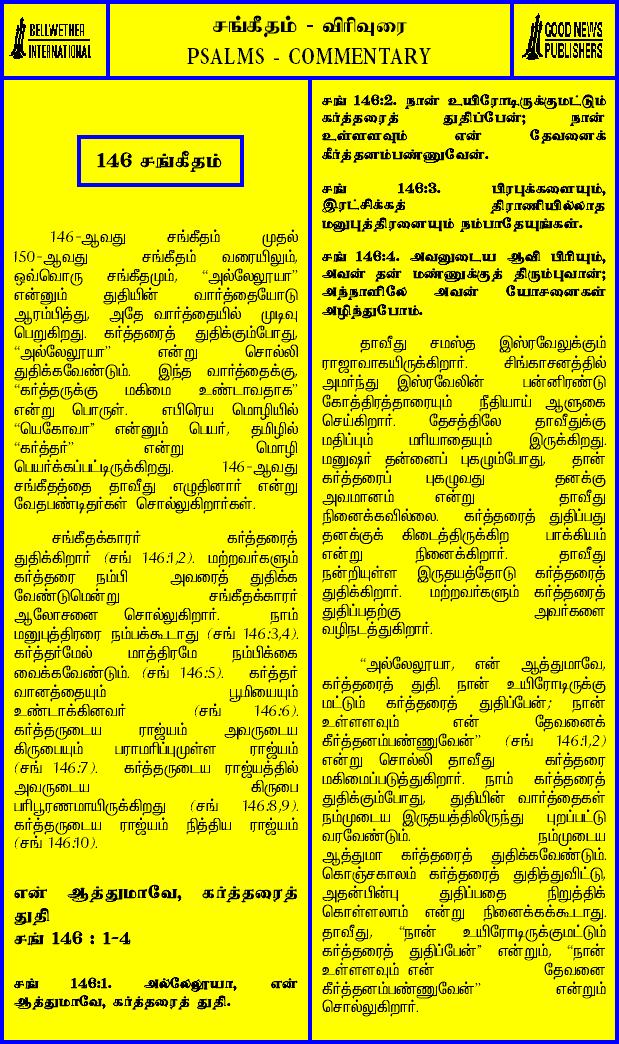 BELLWETHER
INTERNATIONAL
சங்கீதம் - விரிவுரை
PSALMS - COMMENTARY
GOOD NEWS
PUBLISHERS
146 சங்கீதம்
146-ஆவது சங்கீதம் முதல்
150-ஆவது சங்கீதம் வரையிலும்,
ஒவ்வொரு சங்கீதமும், “அல்லேலூயா”
என்னும் துதியின் வார்த்தையோடு
ஆரம்பித்து, அதே வார்த்தையில் முடிவு
பெறுகிறது. கர்த்தரைத் துதிக்கும்போது,
“அல்லேலூயா” என்று சொல்லி
துதிக்கவேண்டும். இந்த வார்த்தைக்கு,
“கர்த்தருக்கு மகிமை உண்டாவதாக”
என்று பொருள். எபிரெய மொழியில்
“யெகோவா” என்னும் பெயர், தமிழில்
“கர்த்தர்” என்று மொழி
பெயர்க்கப்பட்டிருக்கிறது. 146-ஆவது
சங்கீதத்தை தாவீது எழுதினார் என்று
வேதபண்டிதர்கள் சொல்லுகிறார்கள்.
சங்கீதக்காரர் கர்த்தரைத்
துதிக்கிறார் (சங் 146:1,2). மற்றவர்களும்
கர்த்தரை நம்பி அவரைத் துதிக்க
வேண்டுமென்று சங்கீதக்காரர்
ஆலோசனை சொல்லுகிறார். நாம்
மனுபுத்திரரை நம்பக்கூடாது (சங் 146:3,4).
கர்த்தர்மேல் மாத்திரமே நம்பிக்கை
வைக்கவேண்டும். (சங் 146:5). கர்த்தர்
வானத்தையும் பூமியையும்
உண்டாக்கினவர் (சங் 146:6).
கர்த்தருடைய ராஜ்யம் அவருடைய
கிருபையும் பராமரிப்புமுள்ள ராஜ்யம்
(சங் 146:7). கர்த்தருடைய ராஜ்யத்தில்
அவருடைய கிருபை
பரிபூரணமாயிருக்கிறது (சங் 146:8,9).
கர்த்தருடைய ராஜ்யம் நித்திய ராஜ்யம்
(சங் 146:10).
என் ஆத்துமாவே, கர்த்தரைத்
துதி
சங் 146 : 1-4
சங் 146:1. அல்லேலூயா, என்
ஆத்துமாவே, கர்த்தரைத் துதி.
சங் 146:2. நான் உயிரோடிருக்குமட்டும்
கர்த்தரைத் துதிப்பேன்; நான்
உள்ளளவும் என் தேவனைக்
கீர்த்தனம்பண்ணுவேன்.
சங் 146:3. பிரபுக்களையும்,
இரட்சிக்கத் திராணியில்லாத
மனுபுத்திரனையும் நம்பாதேயுங்கள்.
சங் 146:4. அவனுடைய ஆவி பிரியும்,
அவன் தன் மண்ணுக்குத் திரும்புவான்;
அந்நாளிலே அவன் யோசனைகள்
அழிந்துபோம்.
தாவீது சமஸ்த இஸ்ரவேலுக்கும்
ராஜாவாகயிருக்கிறார். சிங்காசனத்தில்
அமர்ந்து இஸ்ரவேலின் பன்னிரண்டு
கோத்திரத்தாரையும் நீதியாய் ஆளுகை
செய்கிறார். தேசத்திலே தாவீதுக்கு
மதிப்பும் மரியாதையும் இருக்கிறது.
மனுஷர் தன்னைப் புகழும்போது, தான்
கர்த்தரைப் புகழுவது தனக்கு
அவமானம் என்று தாவீது
நினைக்கவில்லை. கர்த்தரைத் துதிப்பது
தனக்குக் கிடைத்திருக்கிற பாக்கியம்
என்று நினைக்கிறார். தாவீது
நன்றியுள்ள இருதயத்தோடு கர்த்தரைத்
துதிக்கிறார். மற்றவர்களும் கர்த்தரைத்
துதிப்பதற்கு அவர்களை
வழிநடத்துகிறார்.
“அல்லேலூயா, என் ஆத்துமாவே,
கர்த்தரைத் துதி. நான் உயிரோடிருக்கு
மட்டும் கர்த்தரைத் துதிப்பேன்; நான்
உள்ளளவும் என் தேவனைக்
கீர்த்தனம்பண்ணுவேன்” (சங் 146:1,2)
என்று சொல்லி தாவீது கர்த்தரை
மகிமைப்படுத்துகிறார். நாம் கர்த்தரைத்
துதிக்கும்போது, துதியின் வார்த்தைகள்
நம்முடைய இருதயத்திலிருந்து புறப்பட்டு
வரவேண்டும். நம்முடைய
ஆத்துமா கர்த்தரைத் துதிக்கவேண்டும்.
கொஞ்சகாலம் கர்த்தரைத் துதித்துவிட்டு,
அதன்பின்பு துதிப்பதை நிறுத்திக்
கொள்ளலாம் என்று நினைக்கக்கூடாது.
தாவீது, “நான் உயிரோடிருக்குமட்டும்
கர்த்தரைத் துதிப்பேன்” என்றும், “நான்
உள்ளளவும் என் தேவனை
கீர்த்தனம்பண்ணுவேன்” என்றும்
சொல்லுகிறார்.